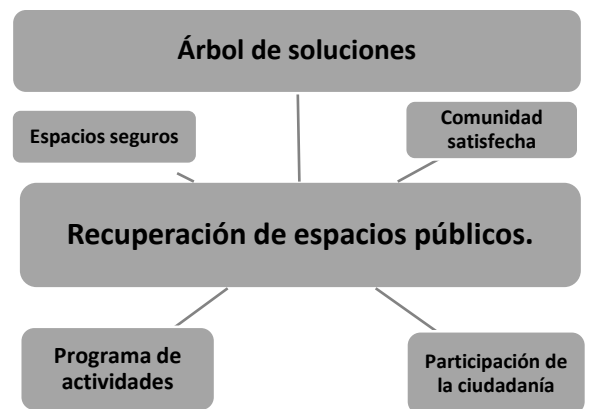 Árbol de soluciones
Espacios seguros
Comunidad
satisfecha
Recuperación de espacios públicos.
Programa de
actividades
Participación de
la ciudadanía